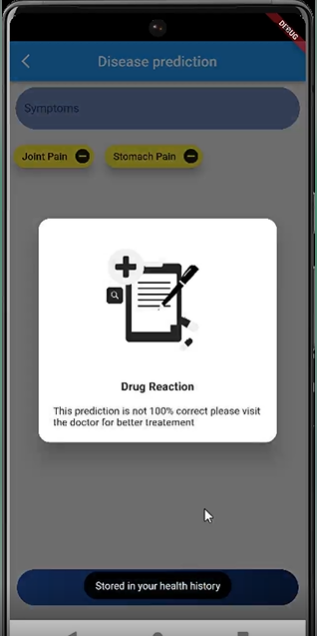 DEBUG
Disease prediction
Symptoms
Joint Pain
Stomach Pain
Drug Reaction
This prediction is not 100% correct please visit
the doctor for better treatement
Stored in your health history